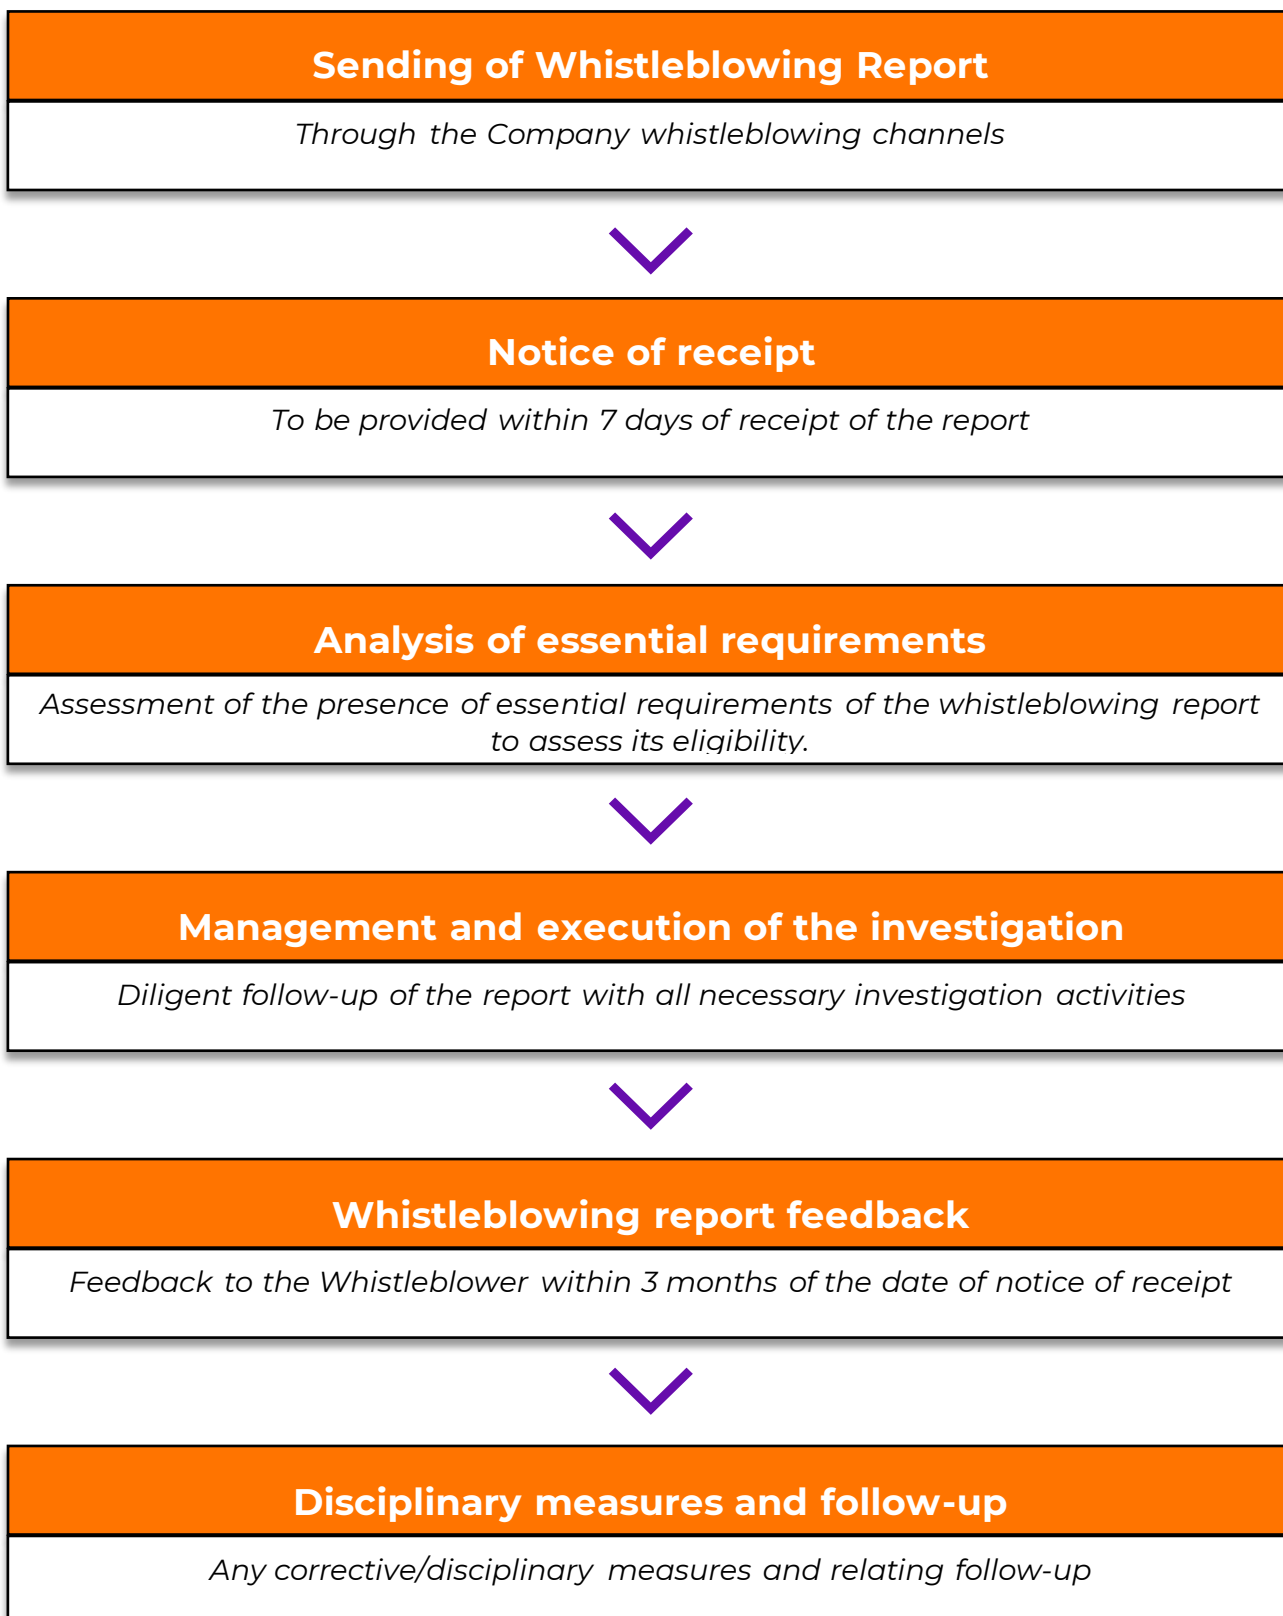 Sending of Whistleblowing Report
Through the Company whistleblowing channels
Notice of receipt
To be provided within 7 days of receipt of the report
Analysis of essential requirements
Assessment of the presence of essential requirements of the whistleblowing report
to assess its eligibility.
Management and execution of the investigation
Diligent follow-up of the report with all necessary investigation activities
Whistleblowing report feedback
Feedback to the Whistleblower within 3 months of the date of notice of receipt
Disciplinary measures and follow-up
Any corrective/disciplinary measures and relating follow-up